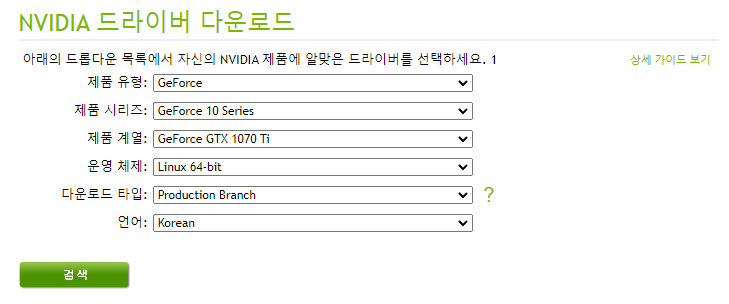 NVIDIA 드라이버 다운로드
아래의 드롭다운 목록에서 자신의 NVIDIA 제품에 알맞은 드라이버를 선택하세요. 1 상세 가이드 보기
제품 유형: GeForce
제품 시리즈: GeForce 10 Series
제품 계열: GeForce GTX 1070 Ti
운영 체제: Linux 64-bit
다운로드 타입: Production Branch ?
언어: Korean
검색